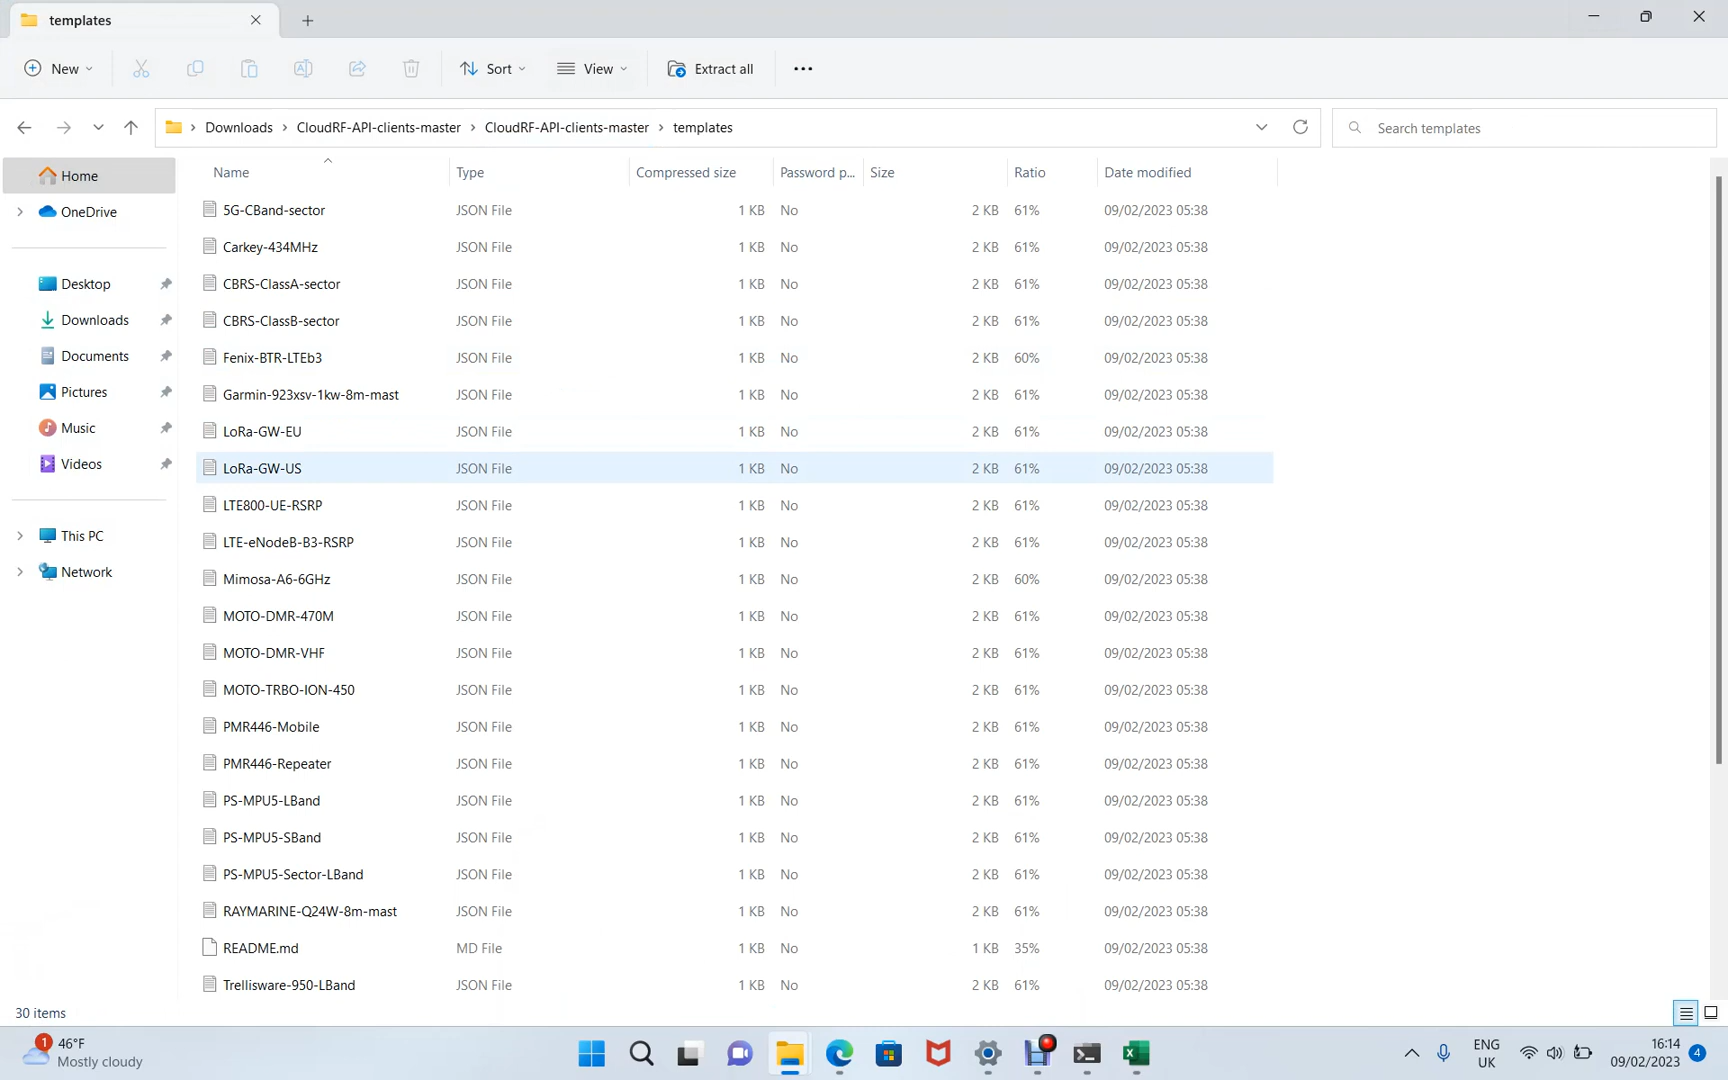 templates
New
Sort
View
Extract all
Downloads > CloudRF-API-clients-master > CloudRF-API-clients-master > templates
Search templates
Name Type Compressed size Password p... Size Ratio Date modified
5G-CBand-sector JSON File 1 KB No 2 KB 61% 09/02/2023 05:38
Carkey-434MHz JSON File 1 KB No 2 KB 61% 09/02/2023 05:38
CBRS-ClassA-sector JSON File 1 KB No 2 KB 61% 09/02/2023 05:38
CBRS-ClassB-sector JSON File 1 KB No 2 KB 61% 09/02/2023 05:38
Fenix-BTR-LTEb3 JSON File 1 KB No 2 KB 60% 09/02/2023 05:38
Garmin-923xsv-1kw-8m-mast JSON File 1 KB No 2 KB 61% 09/02/2023 05:38
LoRa-GW-EU JSON File 1 KB No 2 KB 61% 09/02/2023 05:38
LoRa-GW-US JSON File 1 KB No 2 KB 61% 09/02/2023 05:38
LTE800-UE-RSRP JSON File 1 KB No 2 KB 61% 09/02/2023 05:38
LTE-eNodeB-B3-RSRP JSON File 1 KB No 2 KB 61% 09/02/2023 05:38
Mimosa-A6-6GHz JSON File 1 KB No 2 KB 60% 09/02/2023 05:38
MOTO-DMR-470M JSON File 1 KB No 2 KB 61% 09/02/2023 05:38
MOTO-DMR-VHF JSON File 1 KB No 2 KB 61% 09/02/2023 05:38
MOTO-TRBO-ION-450 JSON File 1 KB No 2 KB 61% 09/02/2023 05:38
PMR446-Mobile JSON File 1 KB No 2 KB 61% 09/02/2023 05:38
PMR446-Repeater JSON File 1 KB No 2 KB 61% 09/02/2023 05:38
PS-MPU5-LBand JSON File 1 KB No 2 KB 61% 09/02/2023 05:38
PS-MPU5-SBand JSON File 1 KB No 2 KB 61% 09/02/2023 05:38
PS-MPU5-Sector-LBand JSON File 1 KB No 2 KB 61% 09/02/2023 05:38
RAYMARINE-Q24W-8m-mast JSON File 1 KB No 2 KB 61% 09/02/2023 05:38
README.md MD File 1 KB No 1 KB 35% 09/02/2023 05:38
Trellisware-950-LBand JSON File 1 KB No 2 KB 61% 09/02/2023 05:38
Home
OneDrive
Desktop
Downloads
Documents
Pictures
Music
Videos
This PC
Network
30 items
1
46°F
Mostly cloudy
ENG
UK
16:14
09/02/2023
4